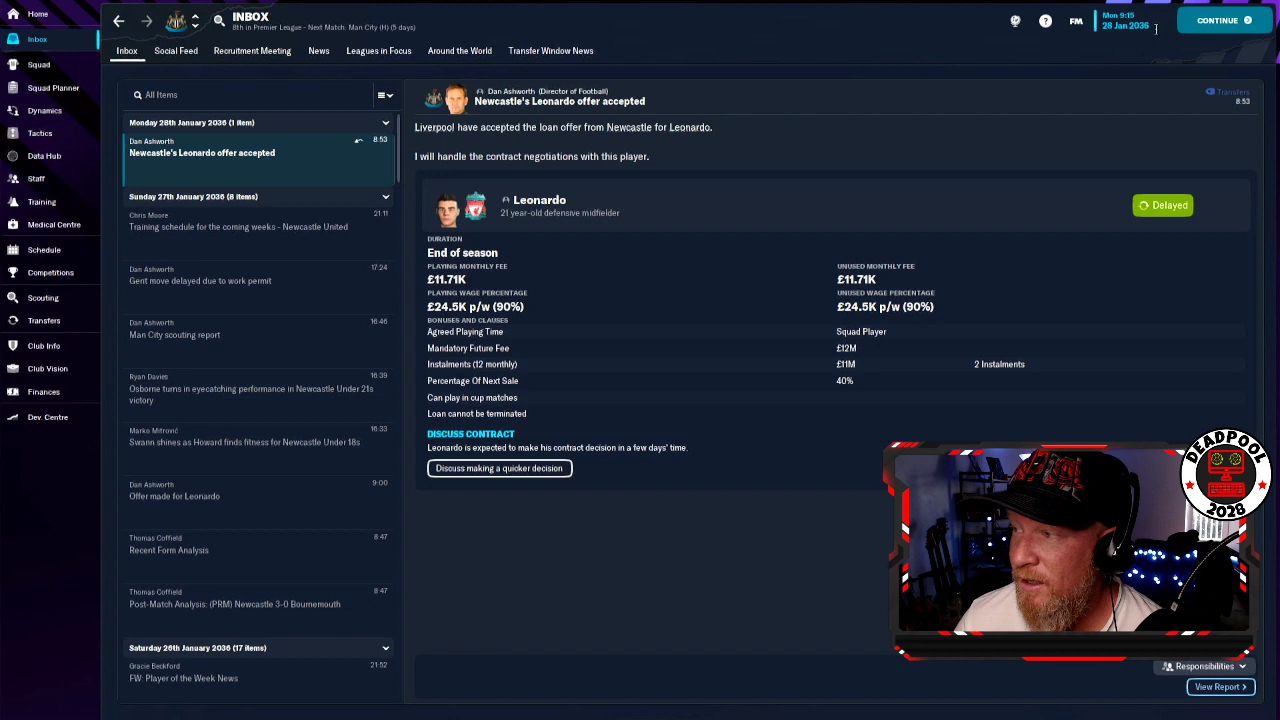 Home
Inbox
Squad
Squad Planner
Dynamics
Tactics
Data Hub
Staff
Training
Medical Centre
Schedule
Competitions
Scouting
Transfers
Club Info
Club Vision
Finances
Dev. Centre
INBOX
8th in Premier League - Next Match, Man City (H) (5 days)
FM
Mon 9:15
28 Jan 2036
CONTINUE
Inbox
Social Feed
Recruitment Meeting
News
Leagues in Focus
Around the World
Transfer Window News
All Items
Monday 28th January 2036 (1 item)
Dan Ashworth 8:53
Newcastle's Leonardo offer accepted
Sunday 27th January 2036 (8 items)
Chris Moore 21:11
Training schedule for the coming weeks - Newcastle United
Dan Ashworth 17:24
Gent move delayed due to work permit
Dan Ashworth 16:46
Man City scouting report
Ryan Davies 16:39
Osborne turns in eyecatching performance in Newcastle Under 21s
victory
Marko Mitrović 16:33
Swann shines as Howard finds fitness for Newcastle Under 18s
Dan Ashworth 9:00
Offer made for Leonardo
Thomas Coffield 8:47
Recent Form Analysis
Thomas Coffield 8:47
Post-Match Analysis: (PRM) Newcastle 3-0 Bournemouth
Saturday 26th January 2036 (17 items)
Gracie Beckford 21:52
FW: Player of the Week News
Dan Ashworth (Director of Football)
Newcastle's Leonardo offer accepted
Transfers
8:53
Liverpool have accepted the loan offer from Newcastle for Leonardo.
I will handle the contract negotiations with this player.
Leonardo
21 year-old defensive midfielder
Delayed
DURATION
End of season
PLAYING MONTHLY FEE UNUSED MONTHLY FEE
£11.71K £11.71K
PLAYING WAGE PERCENTAGE UNUSED WAGE PERCENTAGE
£24.5K p/w (90%) £24.5K p/w (90%)
BONUSES AND CLAUSES
Agreed Playing Time Squad Player
Mandatory Future Fee £12M
Instalments (12 monthly) £11M 2 Instalments
Percentage Of Next Sale 40%
Can play in cup matches
Loan cannot be terminated
DISCUSS CONTRACT
Leonardo is expected to make his contract decision in a few days' time.
Discuss making a quicker decision
DEADPOOL
2028
Responsibilities
View Report